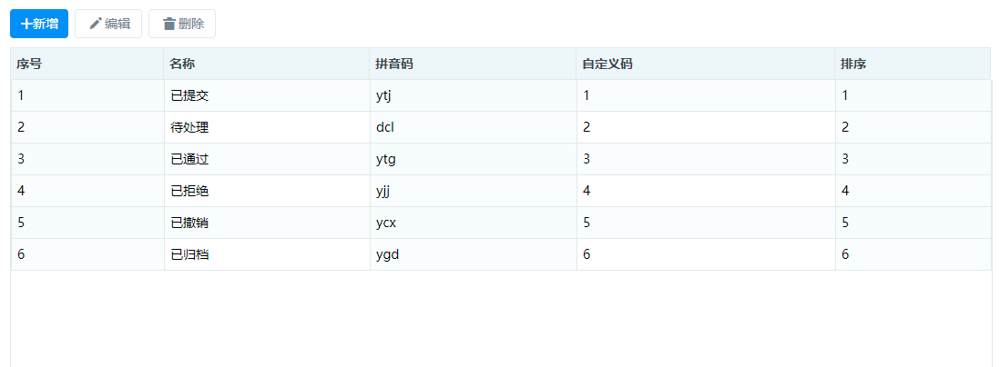 新增 编辑 删除
序号 名称 拼音码 自定义码 排序
1 已提交 ytj 1 1
2 待处理 dcl 2 2
3 已通过 ytg 3 3
4 已拒绝 yjj 4 4
5 已撤销 ycx 5 5
6 已归档 ygd 6 6